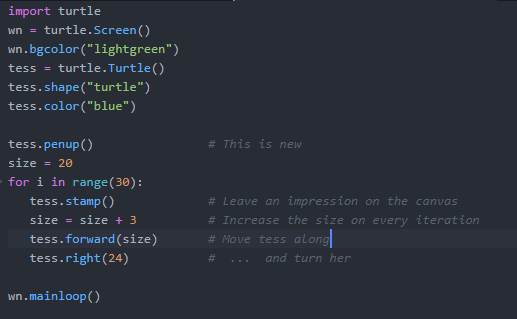 import turtle
wn = turtle.Screen()
wn.bgcolor("lightgreen")
tess = turtle.Turtle()
tess.shape("turtle")
tess.color("blue")

tess.penup()                # This is new
size = 20
for i in range(30):
   tess.stamp()             # Leave an impression on the canvas
   size = size + 3          # Increase the size on every iteration
   tess.forward(size)       # Move tess along
   tess.right(24)           #  ...  and turn her

wn.mainloop()